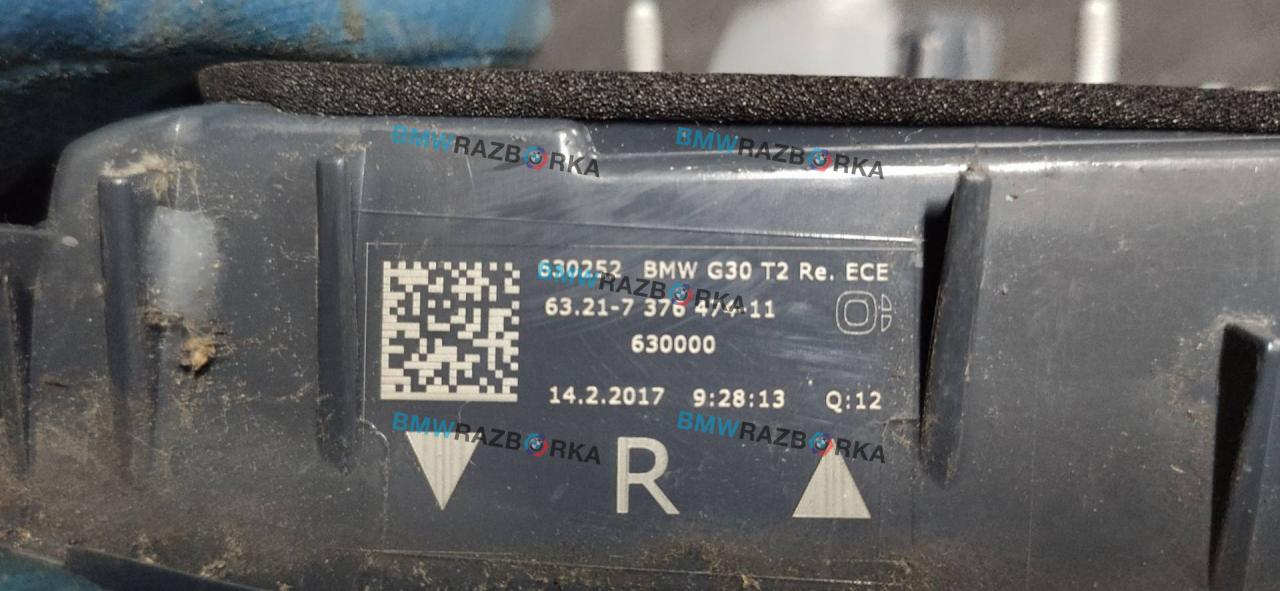 BMWRAZBORKA
BMWRAZBORKA
630252 BMW G30 T2 Re. ECE
BMWRAZBORKA
63.21-7 376 474-11
630000
14.2.2017 9:28:13 Q:12
BMWRAZBORKA
BMWRAZBORKA
R